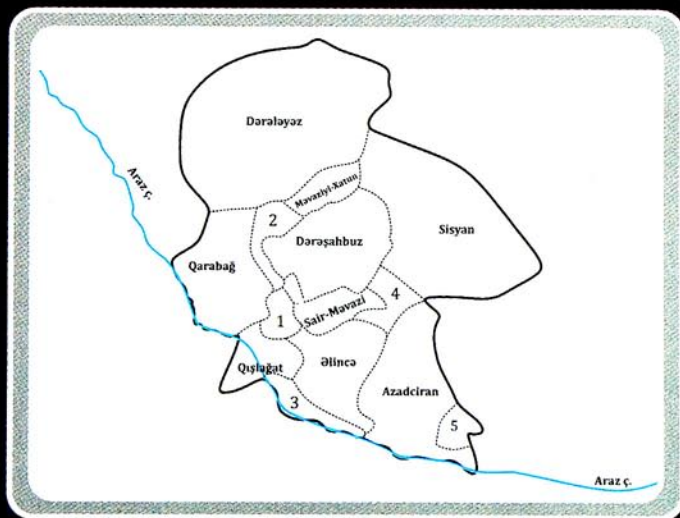 Dərələyəz
Araz ç.
Məvaziyi-Xatun
2
Dərəşahbuz
Sisyan
Qarabağ
4
1
Sair-Məvazi
Qışlağat
Əlincə
Azadciran
3
5
Araz ç.